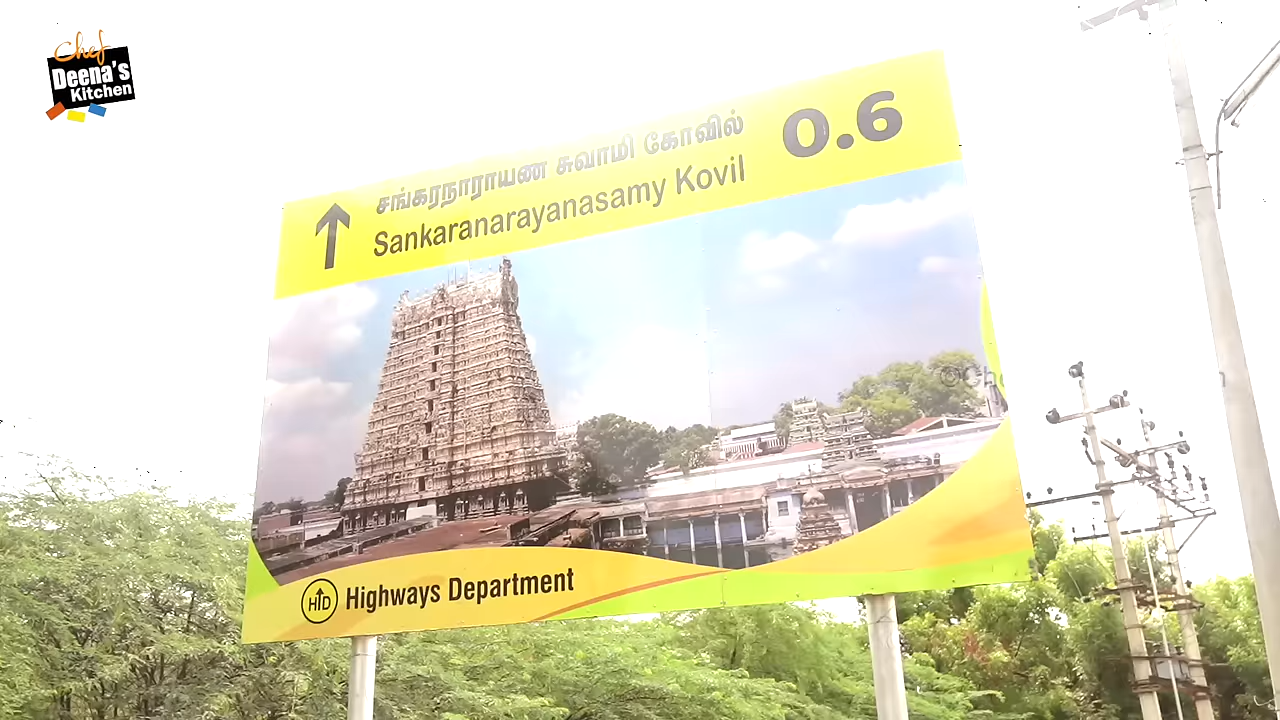 Chef
Deena's
Kitchen
சங்கரநாராயண சுவாமி கோவில்
Sankaranarayanasamy Kovil
0.6
HD
Highways Department